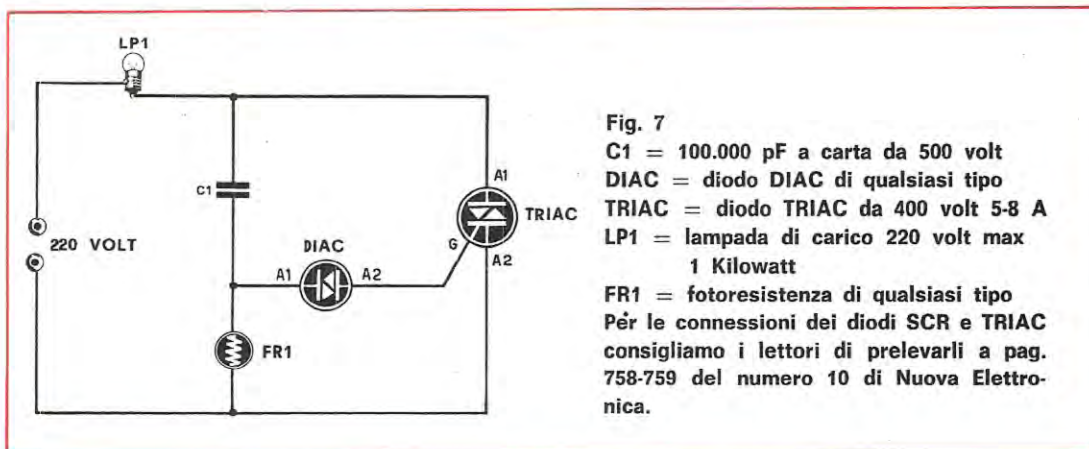 LP1
C1
220 VOLT
DIAC
A1 A2
FR1
A1
TRIAC
G
A2
Fig. 7
C1 = 100.000 pF a carta da 500 volt
DIAC = diodo DIAC di qualsiasi tipo
TRIAC = diodo TRIAC da 400 volt 5-8 A
LP1 = lampada di carico 220 volt max
1 Kilowatt
FR1 = fotoresistenza di qualsiasi tipo
Per le connessioni dei diodi SCR e TRIAC
consigliamo i lettori di prelevarli a pag.
758-759 del numero 10 di Nuova Elettro-
nica.